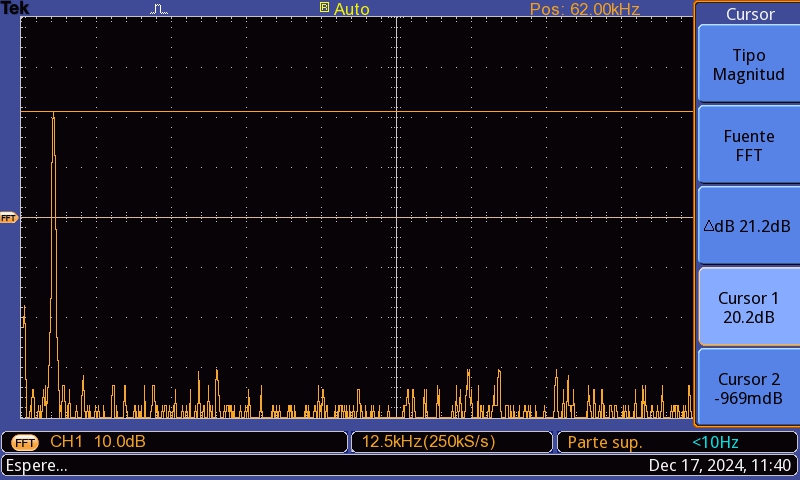 Tek
R Auto
Pos: 62.00kHz
Cursor
Tipo
Magnitud
Fuente
FFT
△dB 21.2dB
Cursor 1
20.2dB
Cursor 2
-969mdB
FFT
FFT CH1 10.0dB
12.5kHz(250kS/s)
Parte sup.
<10Hz
Espere...
Dec 17, 2024, 11:40